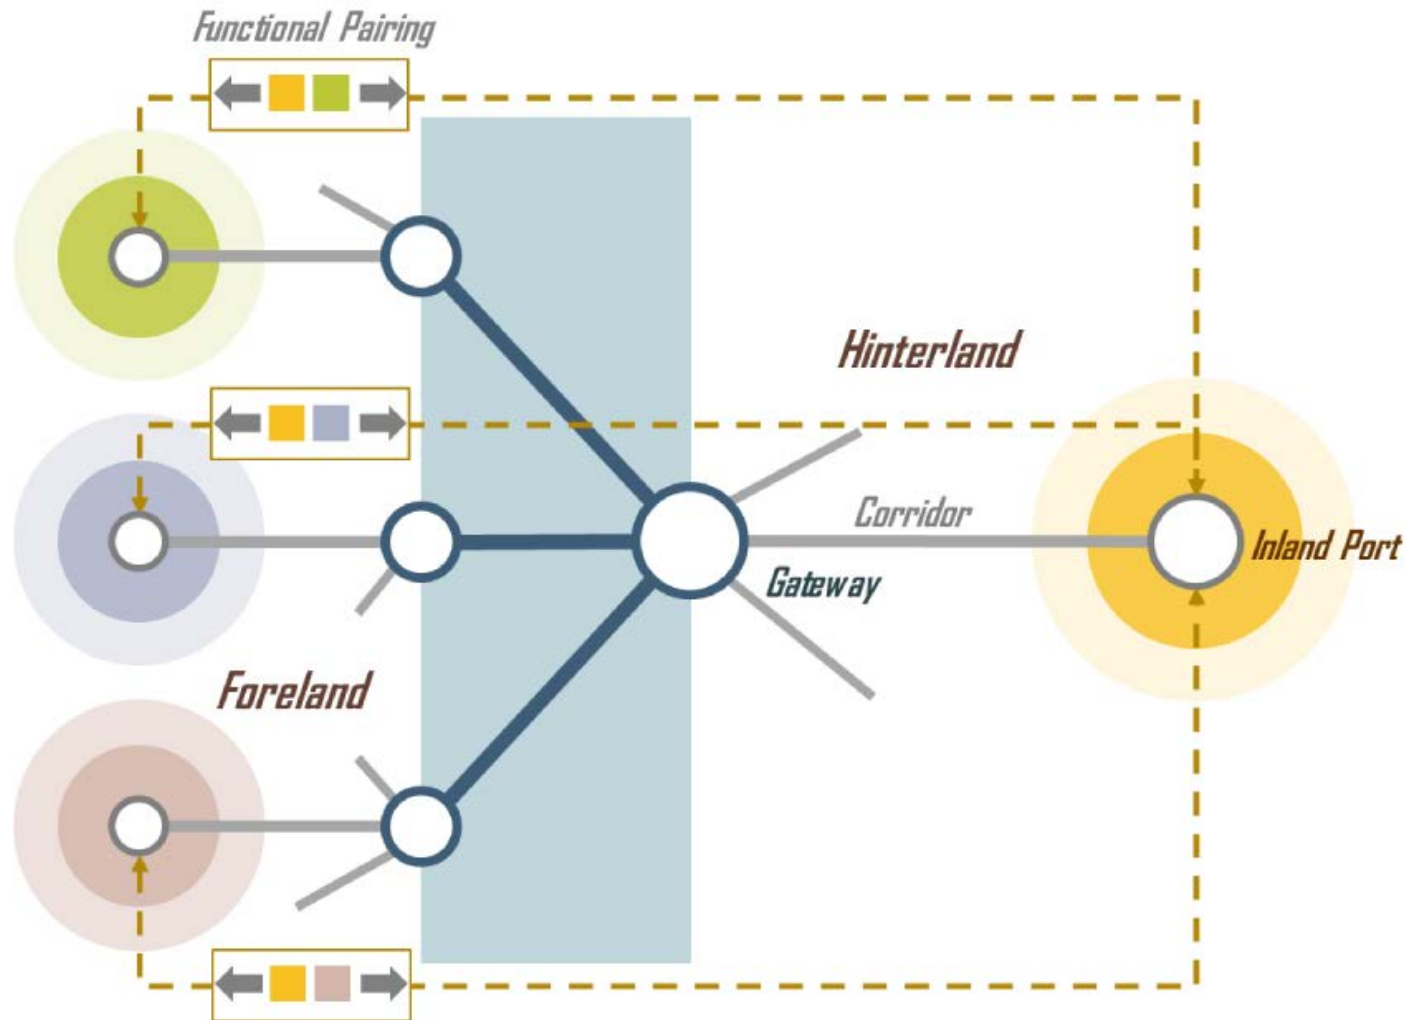 Functional Pairing
Hinterland
Corridor
Inland Port
Gateway
Foreland